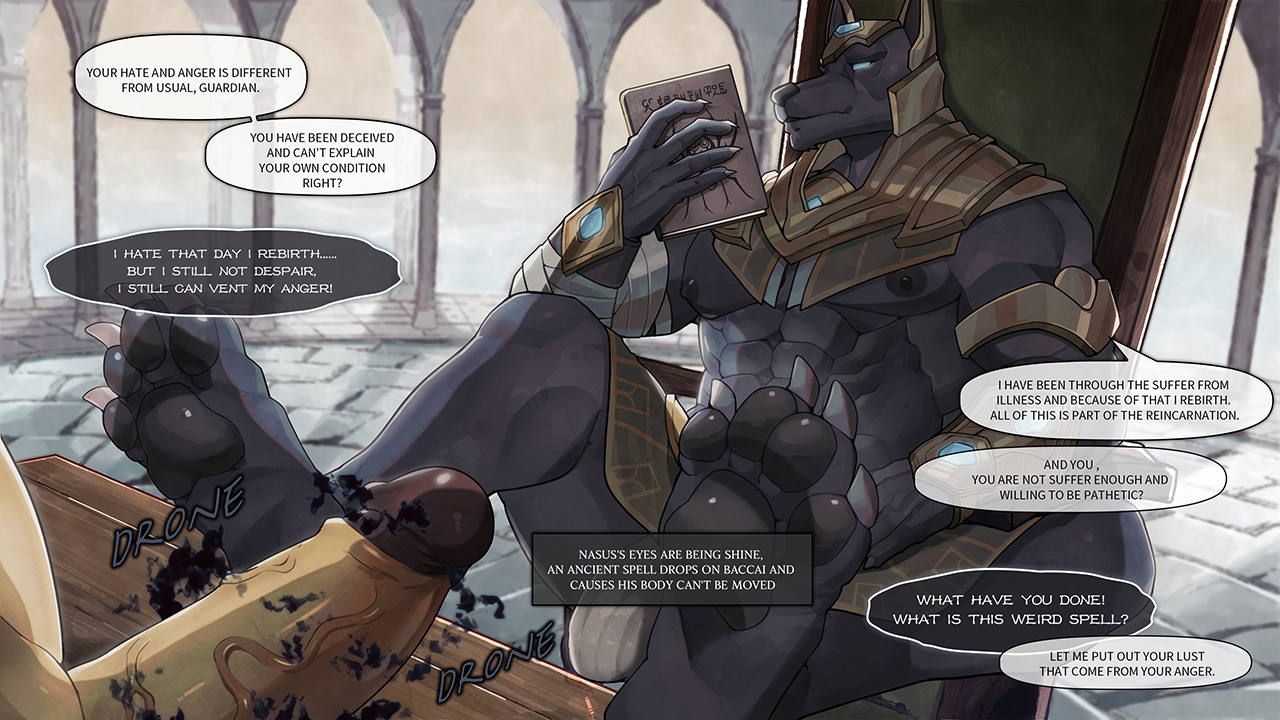 YOUR HATE AND ANGER IS DIFFERENT
FROM USUAL, GUARDIAN.
YOU HAVE BEEN DECEIVED
AND CAN'T EXPLAIN
YOUR OWN CONDITION
RIGHT?
I HATE THAT DAY I REBIRTH......
BUT I STILL NOT DESPAIR,
I STILL CAN VENT MY ANGER!
I HAVE BEEN THROUGH THE SUFFER FROM
ILLNESS AND BECAUSE OF THAT I REBIRTH.
ALL OF THIS IS PART OF THE REINCARNATION.
AND YOU ,
YOU ARE NOT SUFFER ENOUGH AND
WILLING TO BE PATHETIC?
DRONE
NASUS'S EYES ARE BEING SHINE,
AN ANCIENT SPELL DROPS ON BACCAI AND
CAUSES HIS BODY CAN'T BE MOVED
DRONE
WHAT HAVE YOU DONE!
WHAT IS THIS WEIRD SPELL?
LET ME PUT OUT YOUR LUST
THAT COME FROM YOUR ANGER.